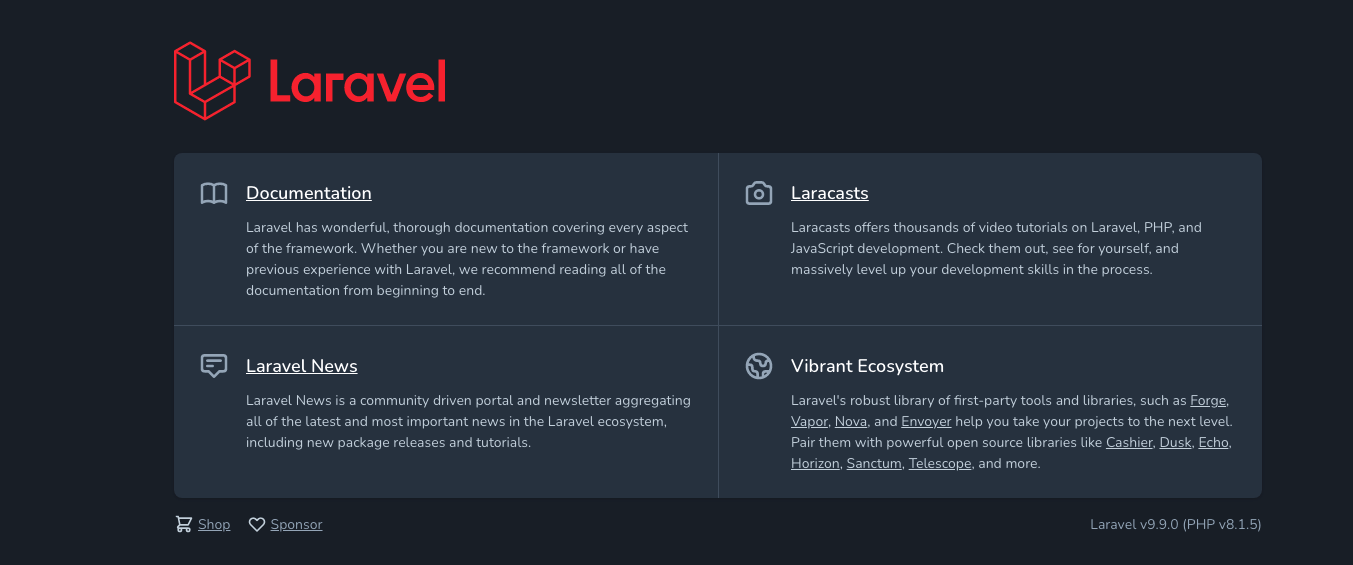 Laravel
Documentation
Laravel has wonderful, thorough documentation covering every aspect
of the framework. Whether you are new to the framework or have
previous experience with Laravel, we recommend reading all of the
documentation from beginning to end.
Laracasts
Laracasts offers thousands of video tutorials on Laravel, PHP, and
JavaScript development. Check them out, see for yourself, and
massively level up your development skills in the process.
Laravel News
Laravel News is a community driven portal and newsletter aggregating
all of the latest and most important news in the Laravel ecosystem,
including new package releases and tutorials.
Vibrant Ecosystem
Laravel's robust library of first-party tools and libraries, such as Forge,
Vapor, Nova, and Envoyer help you take your projects to the next level.
Pair them with powerful open source libraries like Cashier, Dusk, Echo,
Horizon, Sanctum, Telescope, and more.
Shop
Sponsor
Laravel v9.9.0 (PHP v8.1.5)